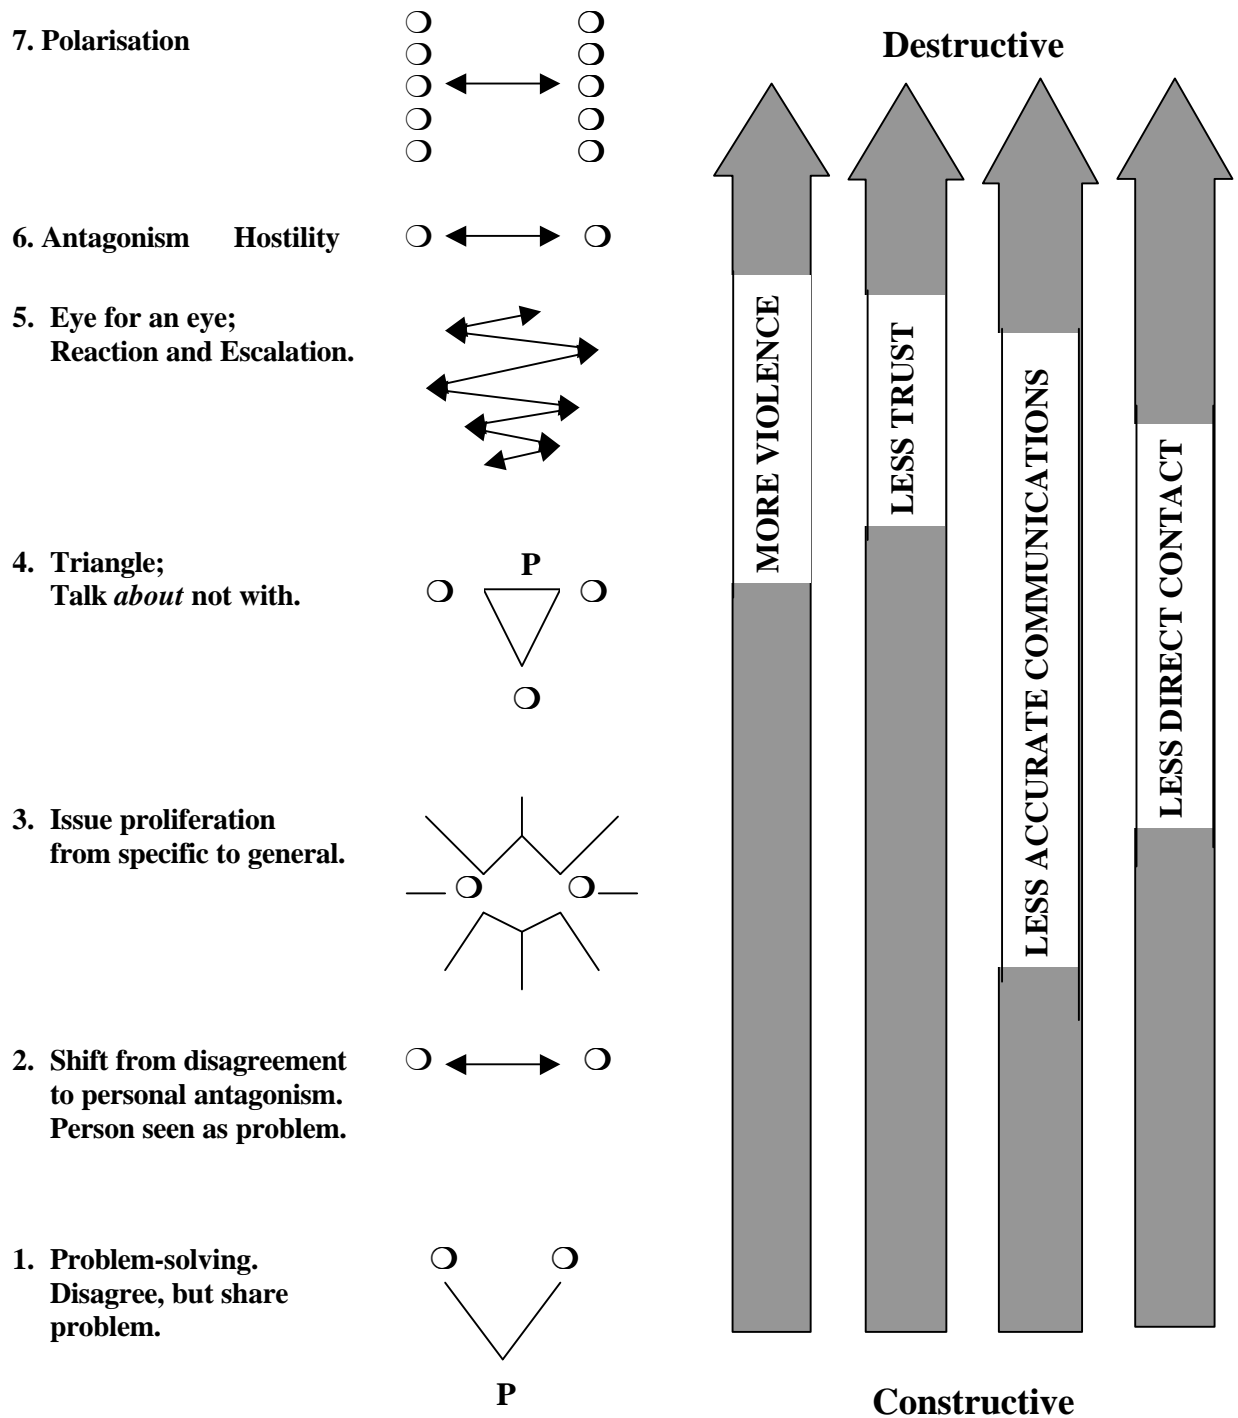 7. Polarisation
Destructive
6. Antagonism Hostility
5. Eye for an eye;
Reaction and Escalation.
MORE VIOLENCE
LESS TRUST
LESS ACCURATE COMMUNICATIONS
LESS DIRECT CONTACT
4. Triangle;
Talk about not with.
P
3. Issue proliferation
from specific to general.
2. Shift from disagreement
to personal antagonism.
Person seen as problem.
1. Problem-solving.
Disagree, but share
problem.
P
Constructive